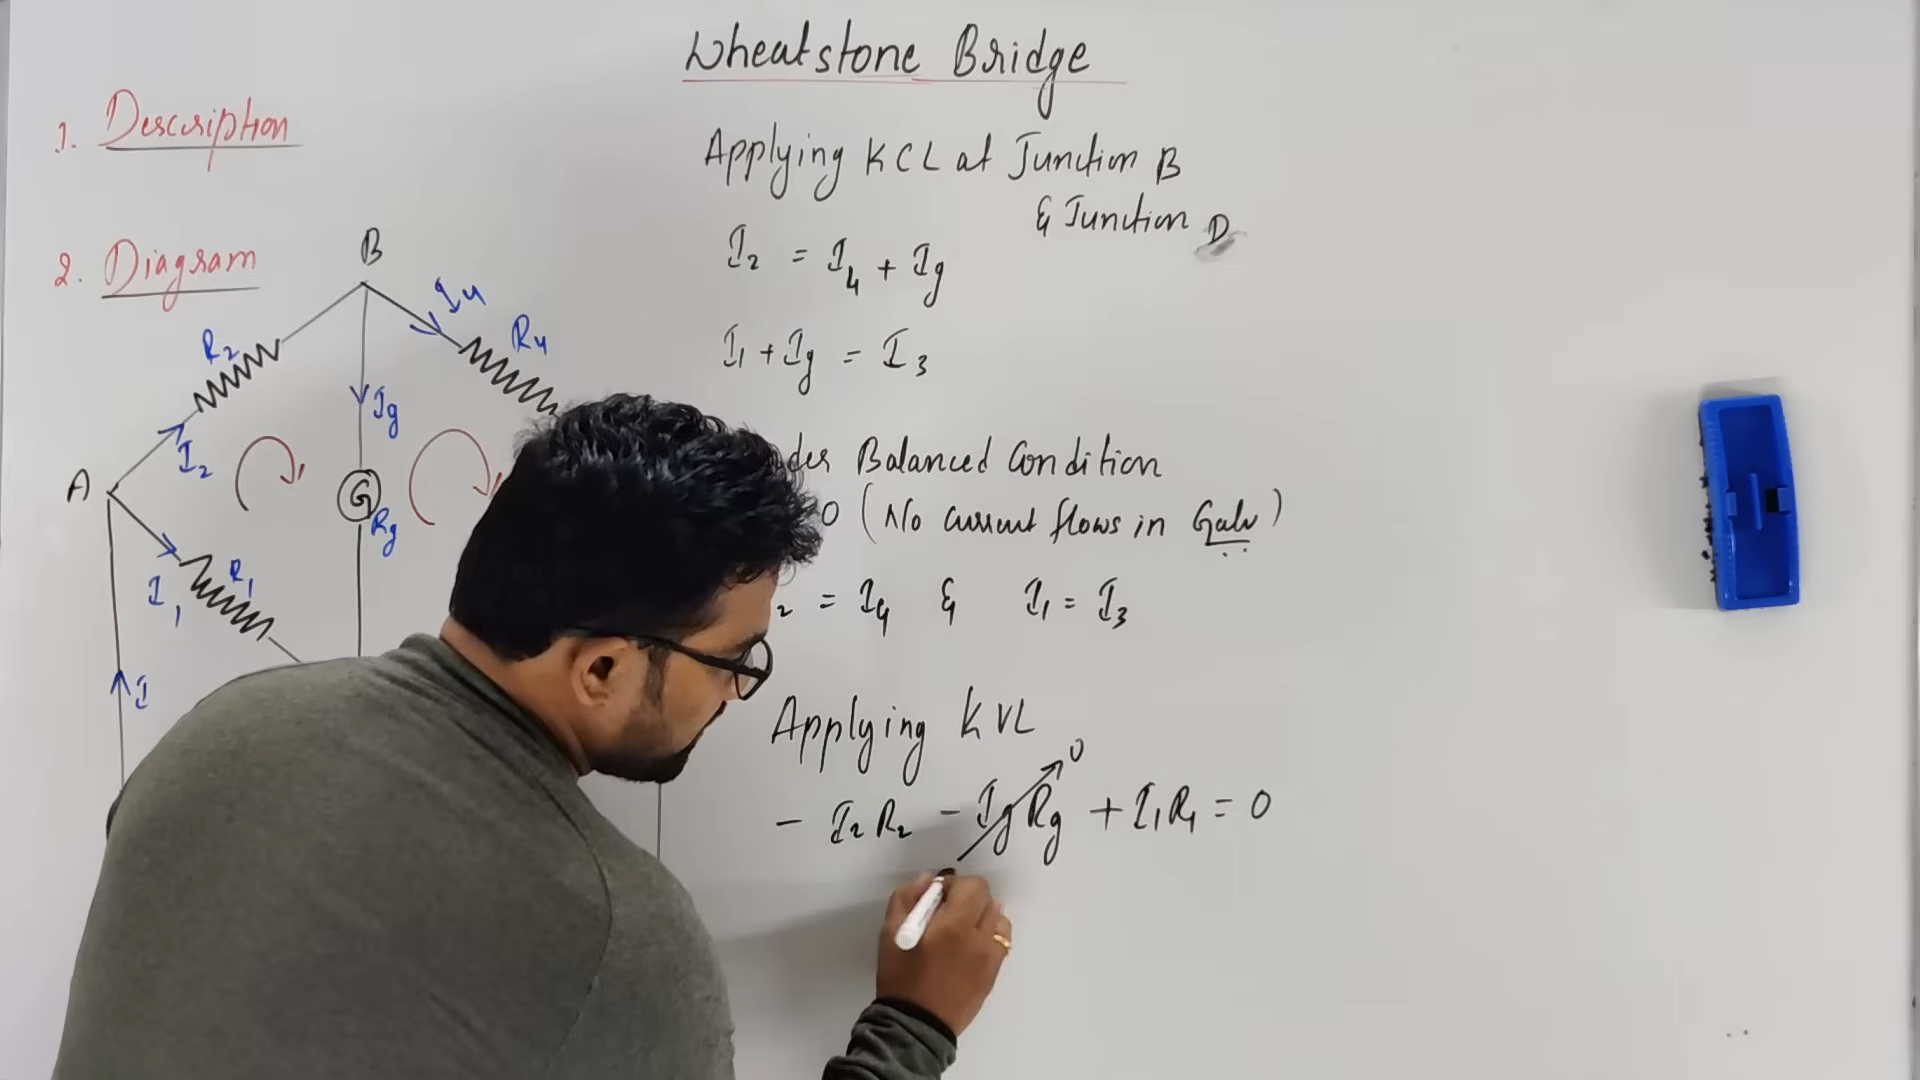 Wheatstone Bridge
1. Description
Applying KCL at Junction B
& Junction D
2. Diagram
I2 = I4 + Ig
I1 + Ig = I3
B
I4
R2
R4
Ig
I2
A
G
Rg
I1
R1
I
der Balanced Condition
0 (No current flows in Galv)
2 = I4 & I1 = I3
Applying KVL
0
- I2R2 - IgRg + I1R1 = 0